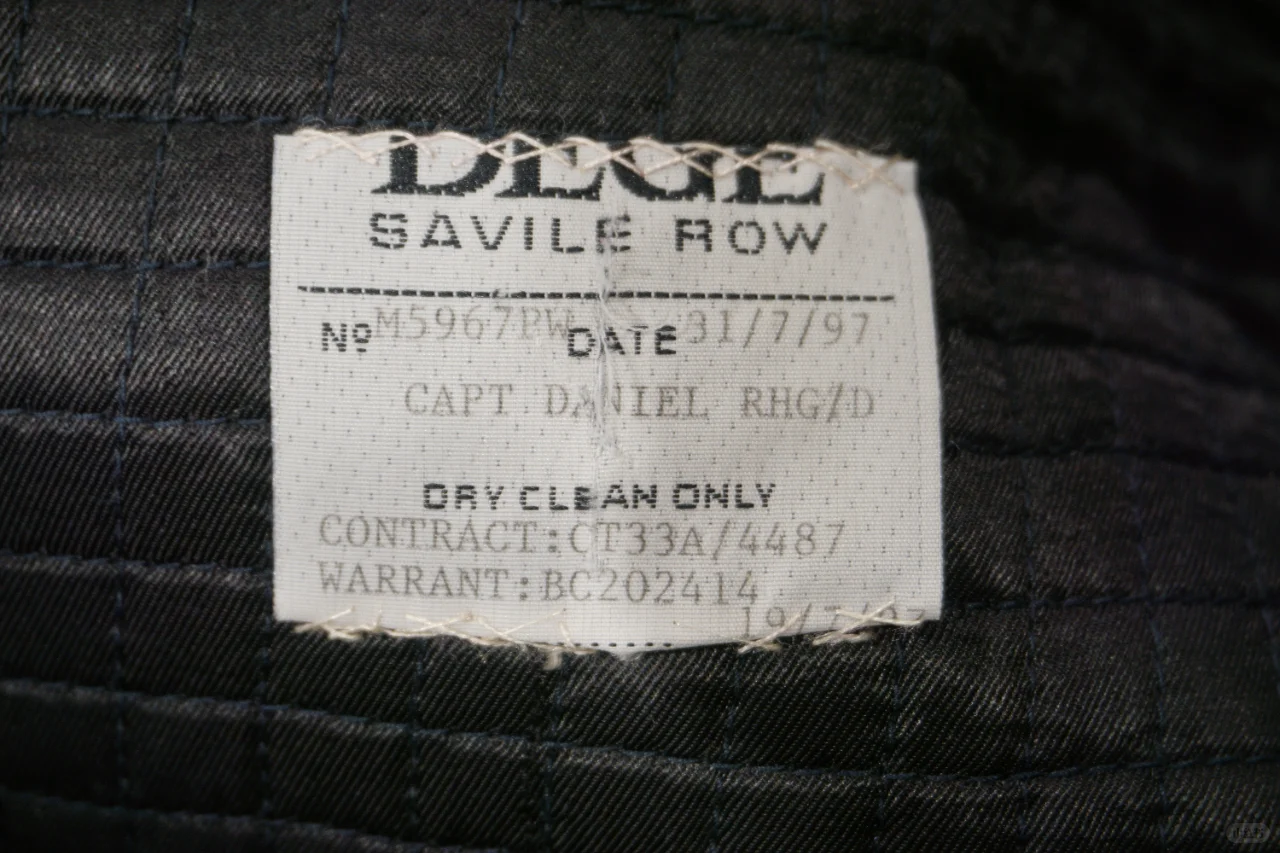 DEGE
SAVILE ROW
Nº M5967PW DATE 31/7/97
CAPT DANIEL RHG/D
DRY CLEAN ONLY
CONTRACT:CT33A/4487
WARRANT:BC202414